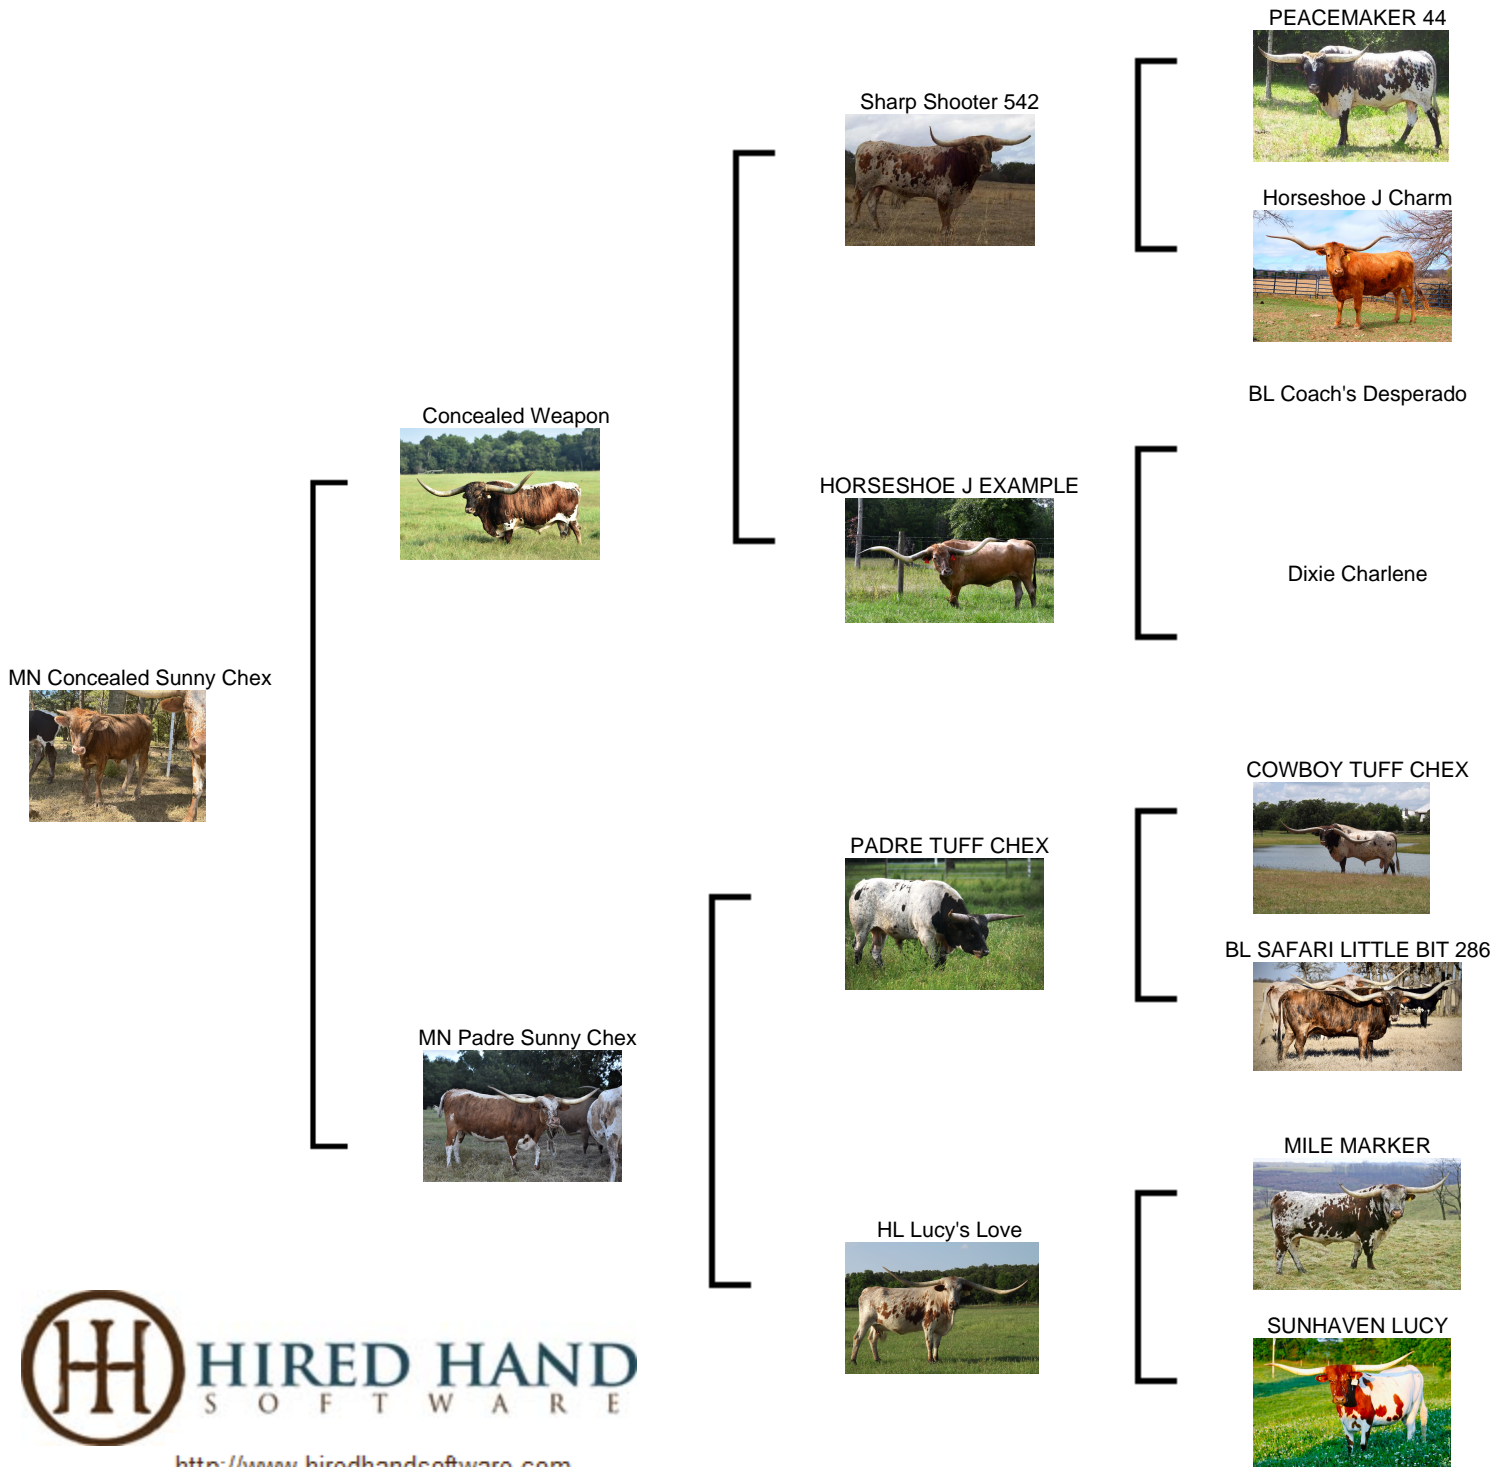 PEACEMAKER 44
Sharp Shooter 542
Horseshoe J Charm
BL Coach's Desperado
Concealed Weapon
HORSESHOE J EXAMPLE
Dixie Charlene
MN Concealed Sunny Chex
COWBOY TUFF CHEX
PADRE TUFF CHEX
BL SAFARI LITTLE BIT 286
MN Padre Sunny Chex
MILE MARKER
HL Lucy's Love
SUNHAVEN LUCY
HIRED HAND
SOFTWARE
http://www.hiredhandsoftware.com